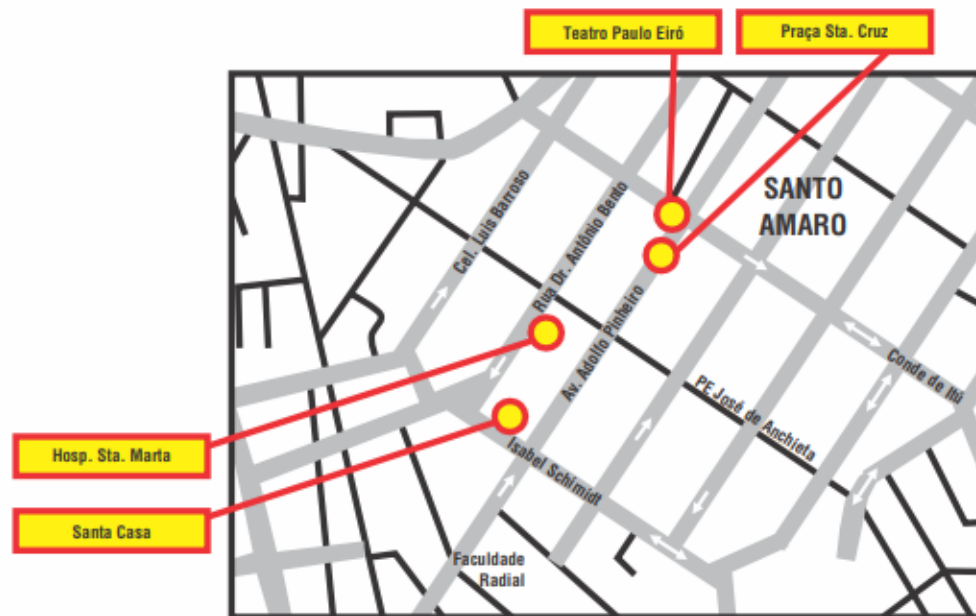 Teatro Paulo Eiró
Praça Sta. Cruz
SANTO
AMARO
Cel. Luis Barroso
Rua Dr. Antônio Bento
Av. Adolfo Pinheiro
Conde de Itú
PE José de Anchieta
Hosp. Sta. Marta
Isabel Schimidt
Santa Casa
Faculdade
Radial